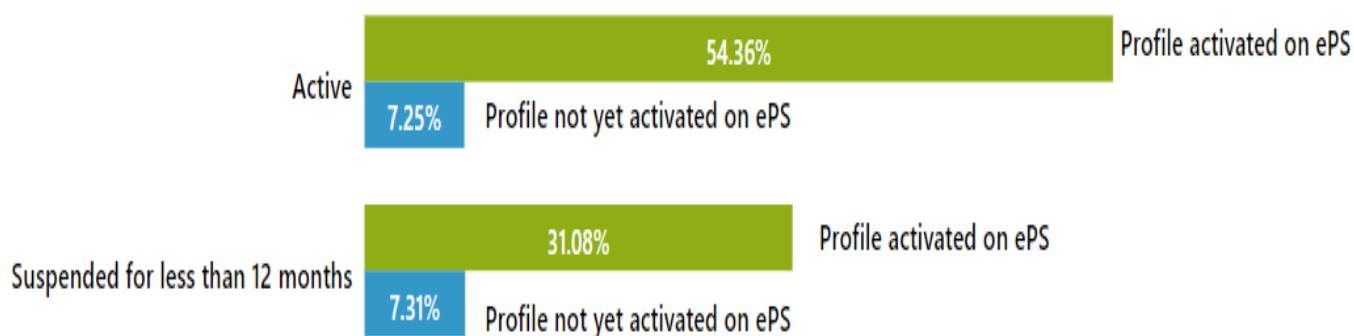 54.36%
Profile activated on ePS
Active
7.25%
Profile not yet activated on ePS
31.08%
Profile activated on ePS
Suspended for less than 12 months
7.31%
Profile not yet activated on ePS